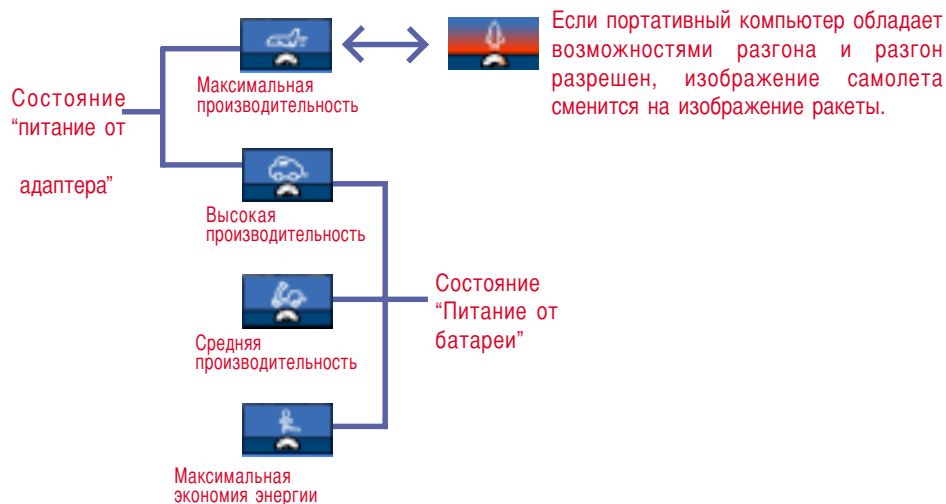 Если портативный компьютер обладает
возможностями разгона и разгон
разрешен, изображение самолета
сменится на изображение ракеты.
Максимальная
производительность
Состояние
“питание от
адаптера”
Высокая
производительность
Состояние
“Питание от
батареи”
Средняя
производительность
Максимальная
экономия энергии